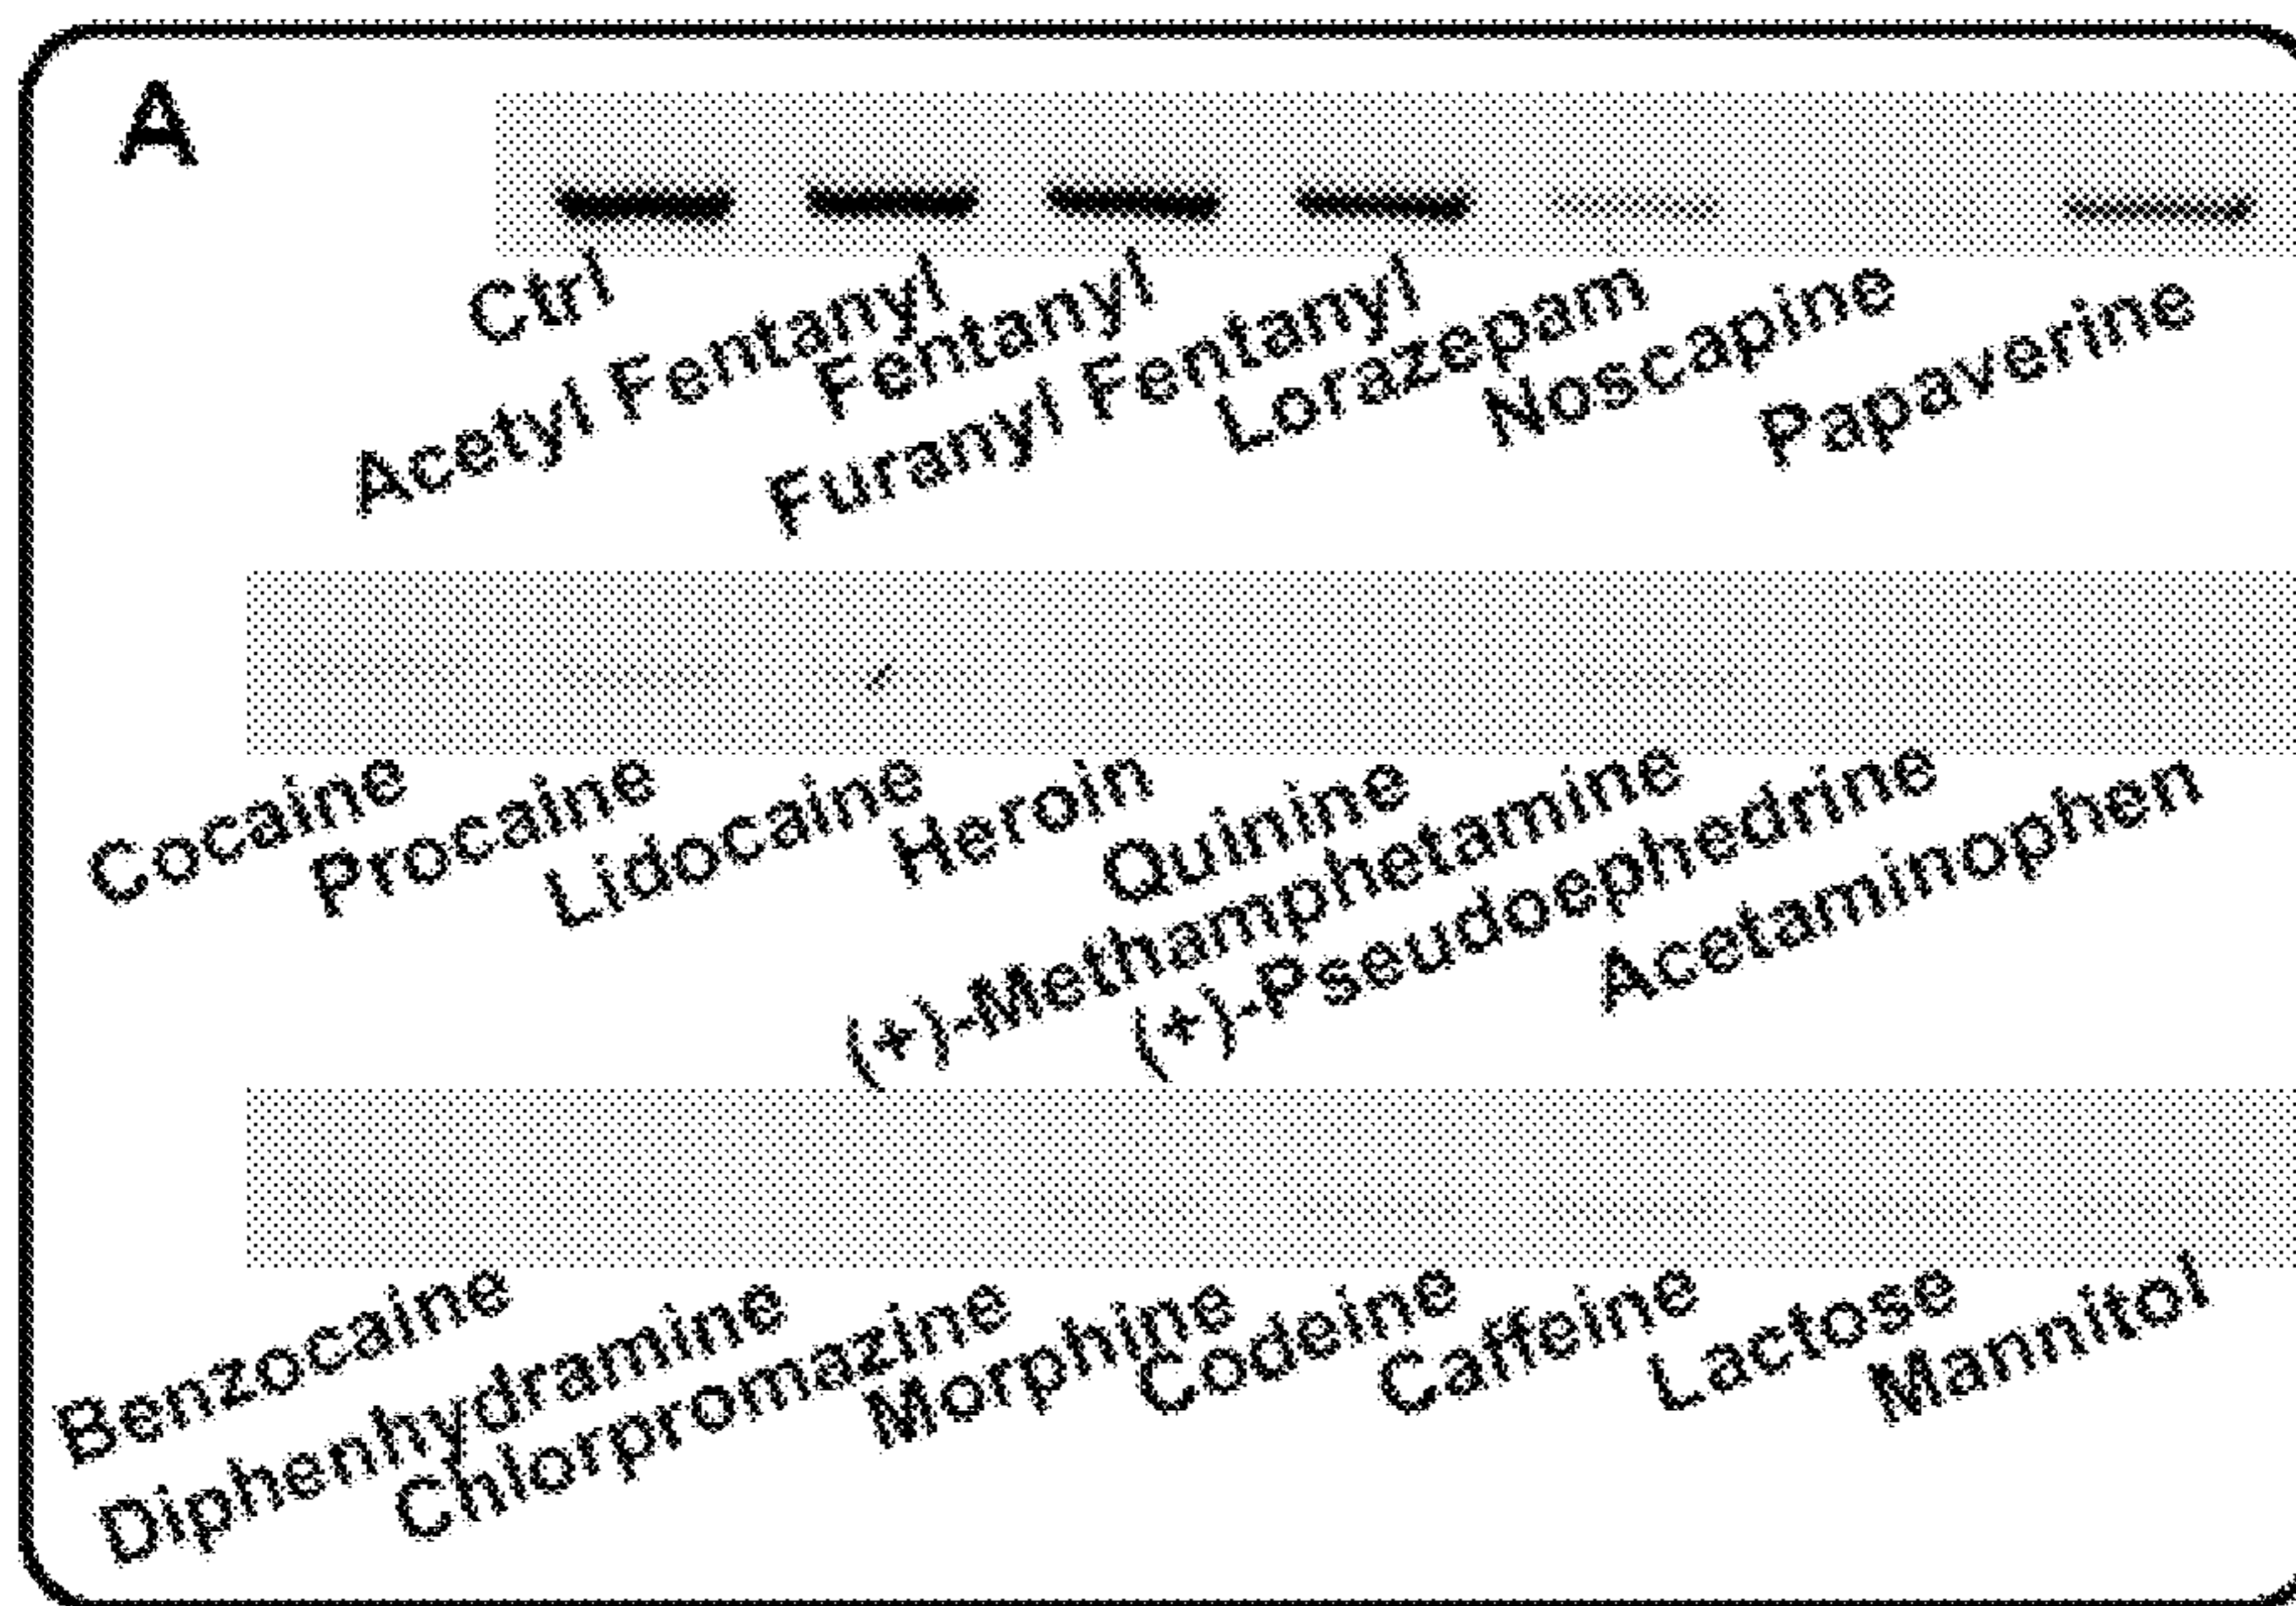 A
Ctrl
Acetyl Fentanyl
Fentanyl
Furanyl Fentanyl
Lorazepam
Noscapine
Papaverine
Cocaine
Procaine
Lidocaine
Heroin
Quinine
(+)-Methamphetamine
(+)-Pseudoephedrine
Acetaminophen
Benzocaine
Diphenhydramine
Chlorpromazine
Morphine
Codeine
Caffeine
Lactose
Mannitol